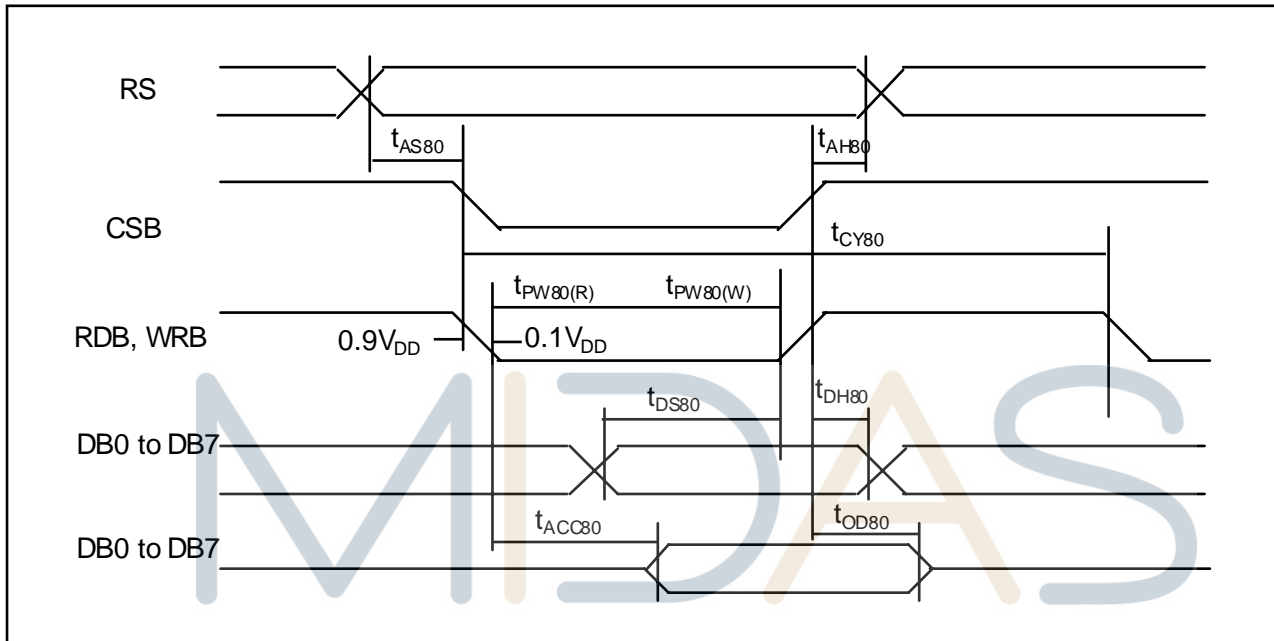 RS
tAS80
tAH80
CSB
tCY80
tPW80(R) tPW80(W)
RDB, WRB
0.9VDD
0.1VDD
tDS80
tDH80
DB0 to DB7
tACC80
tOD80
DB0 to DB7
MIDAS